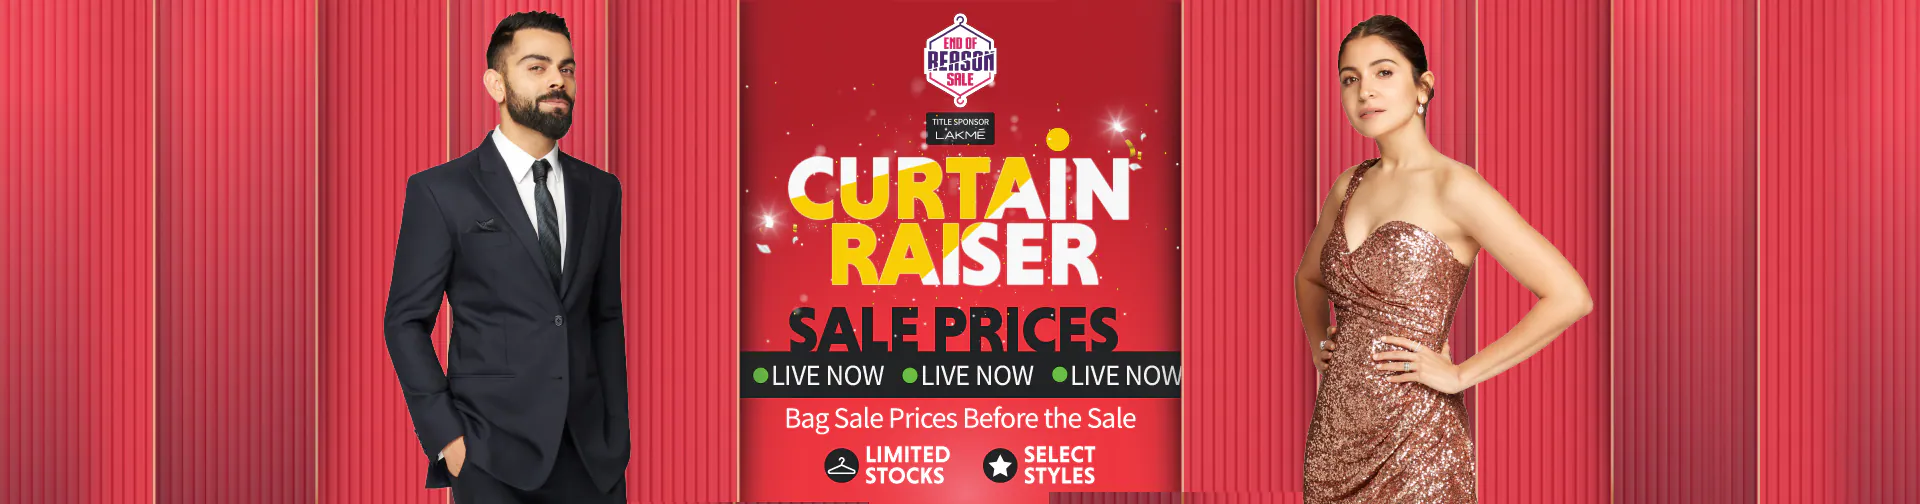 END OF
REASON
SALE
TITLE SPONSOR
LAKMÉ
CURTAIN
RAISER
SALE PRICES
LIVE NOW LIVE NOW LIVE NOW
Bag Sale Prices Before the Sale
LIMITED
STOCKS
SELECT
STYLES